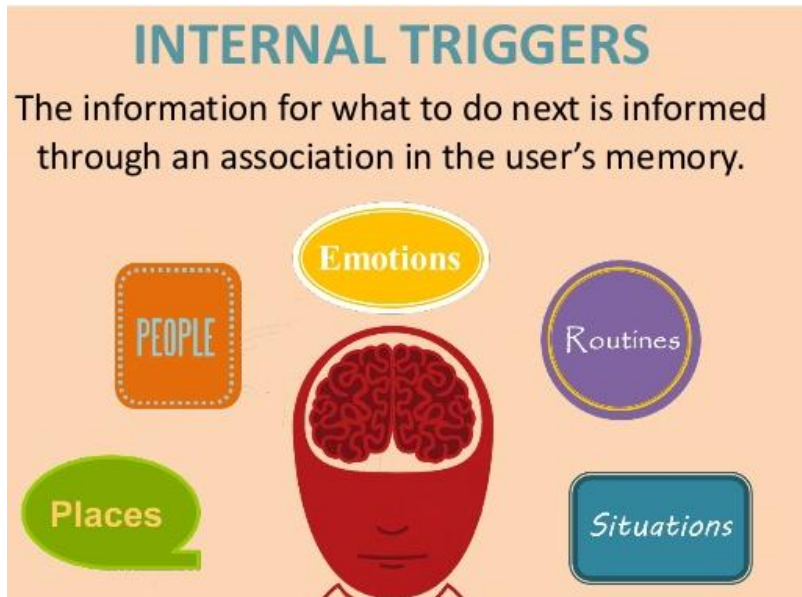 INTERNAL TRIGGERS
The information for what to do next is informed
through an association in the user's memory.
Emotions
PEOPLE
Routines
Places
Situations